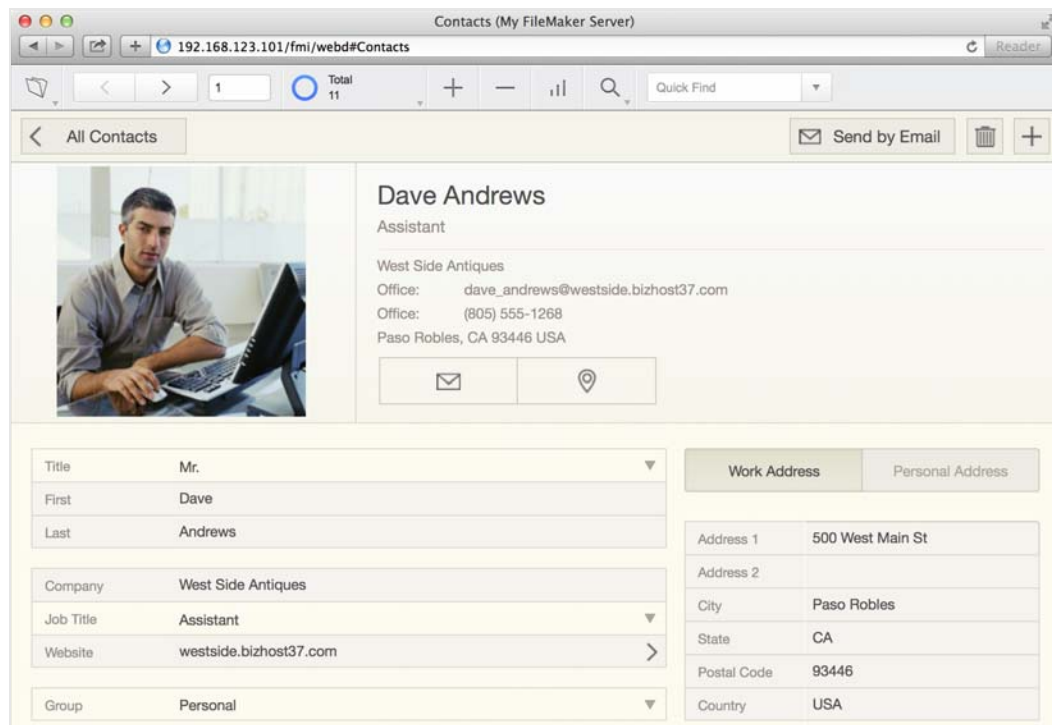 Contacts (My FileMaker Server)
192.168.123.101/fmi/webd#Contacts
Reader
1
Total
11
Quick Find
All Contacts
Send by Email
Dave Andrews
Assistant
West Side Antiques
Office: dave_andrews@westside.bizhost37.com
Office: (805) 555-1268
Paso Robles, CA 93446 USA
Title Mr.
First Dave
Last Andrews
Company West Side Antiques
Job Title Assistant
Website westside.bizhost37.com
Group Personal
Work Address Personal Address
Address 1 500 West Main St
Address 2
City Paso Robles
State CA
Postal Code 93446
Country USA